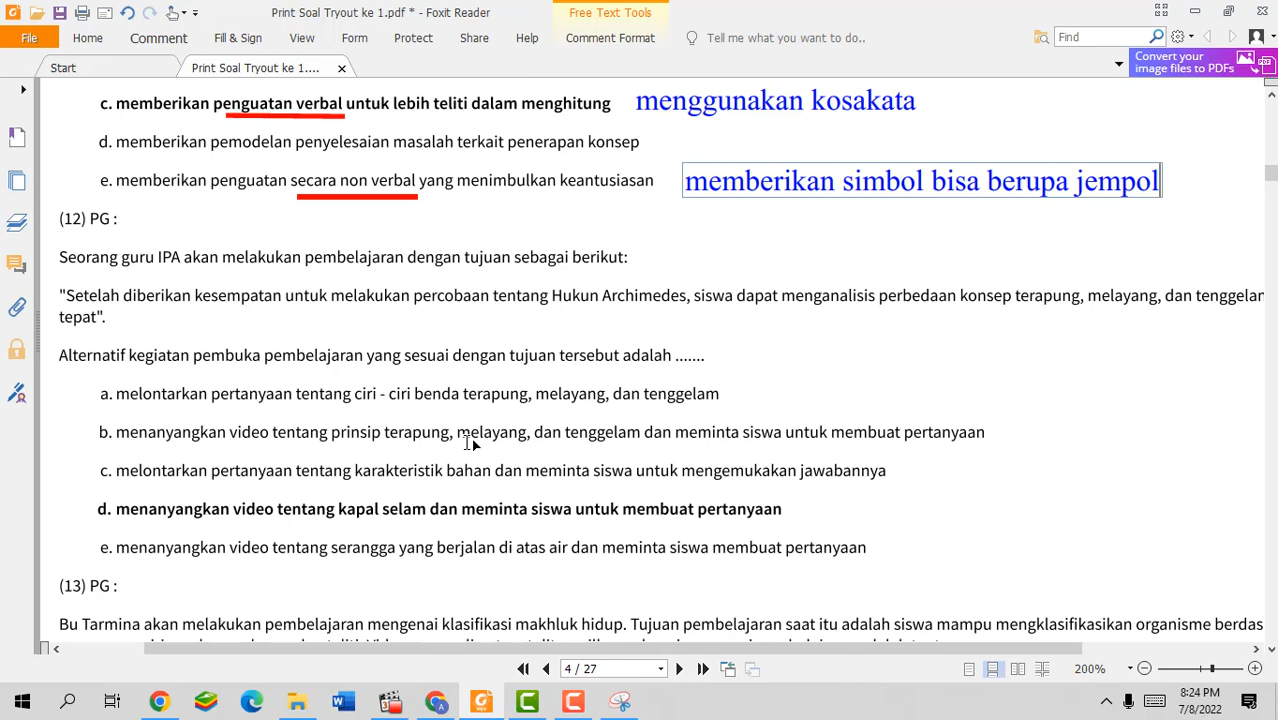 Print Soal Tryout ke 1.pdf * - Foxit Reader
Free Text Tools
File
Home
Comment
Fill & Sign
View
Form
Protect
Share
Help
Comment Format
Tell me what you want to do..
Find
Start
Print Soal Tryout ke 1....
Convert your
image files to PDFs
c. memberikan penguatan verbal untuk lebih teliti dalam menghitung
menggunakan kosakata
d. memberikan pemodelan penyelesaian masalah terkait penerapan konsep
e. memberikan penguatan secara non verbal yang menimbulkan keantusiasan
memberikan simbol bisa berupa jempol
(12) PG :
Seorang guru IPA akan melakukan pembelajaran dengan tujuan sebagai berikut:
"Setelah diberikan kesempatan untuk melakukan percobaan tentang Hukun Archimedes, siswa dapat menganalisis perbedaan konsep terapung, melayang, dan tenggelam
tepat".
Alternatif kegiatan pembuka pembelajaran yang sesuai dengan tujuan tersebut adalah .......
a. melontarkan pertanyaan tentang ciri - ciri benda terapung, melayang, dan tenggelam
b. menanyangkan video tentang prinsip terapung, melayang, dan tenggelam dan meminta siswa untuk membuat pertanyaan
c. melontarkan pertanyaan tentang karakteristik bahan dan meminta siswa untuk mengemukakan jawabannya
d. menanyangkan video tentang kapal selam dan meminta siswa untuk membuat pertanyaan
e. menanyangkan video tentang serangga yang berjalan di atas air dan meminta siswa membuat pertanyaan
(13) PG :
Bu Tarmina akan melakukan pembelajaran mengenai klasifikasi makhluk hidup. Tujuan pembelajaran saat itu adalah siswa mampu mengklasifikasikan organisme berdas
4 / 27
200%
8:24 PM
7/8/2022